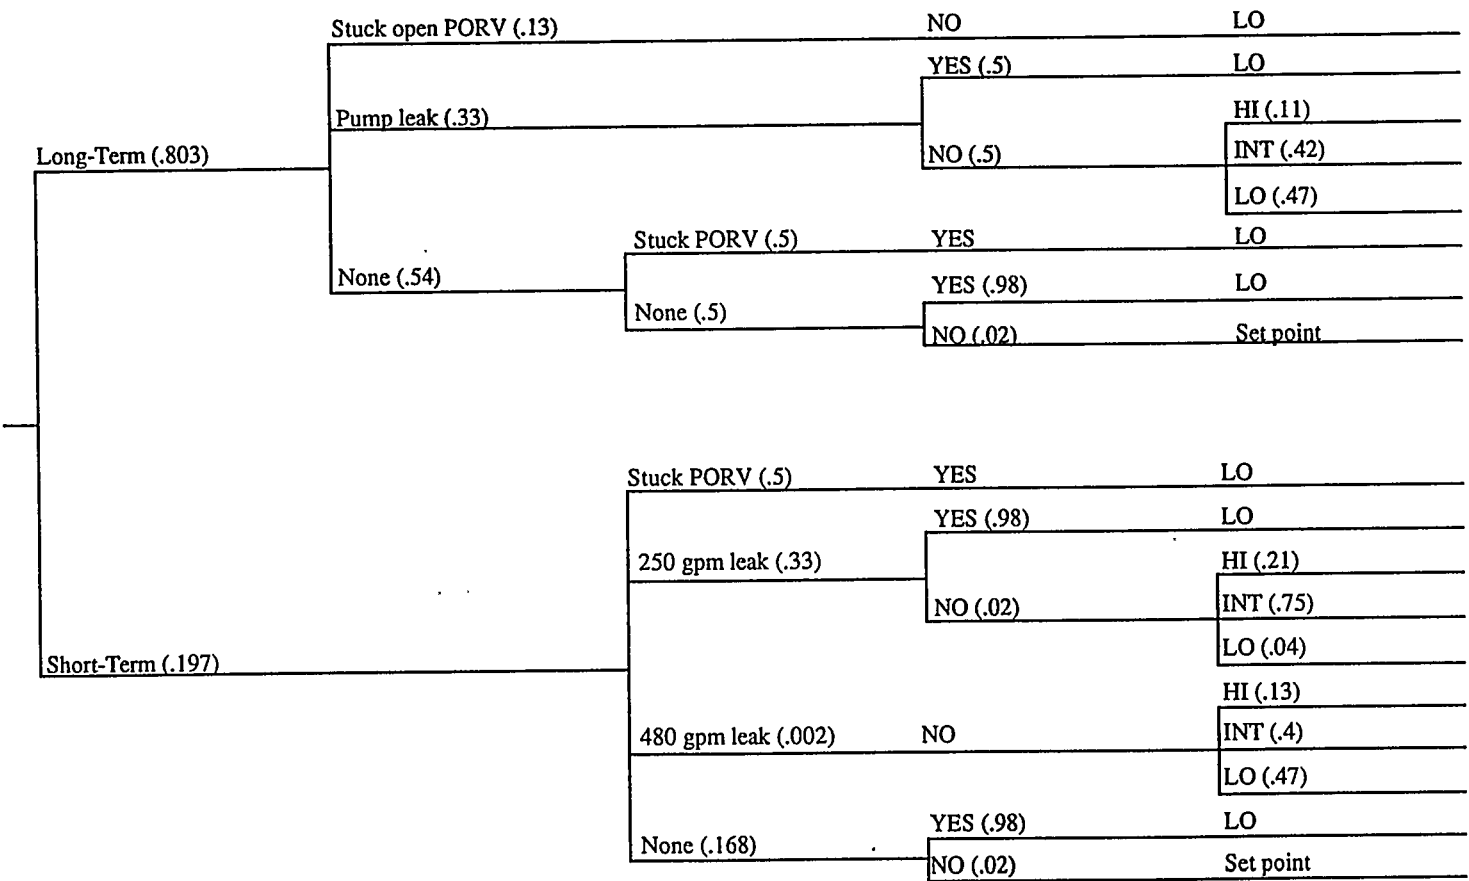 Stuck open PORV (.13) NO LO
YES (.5) LO
Pump leak (.33) HI (.11)
Long-Term (.803) NO (.5) INT (.42)
LO (.47)
Stuck PORV (.5) YES LO
None (.54) YES (.98) LO
None (.5) NO (.02) Set point
Stuck PORV (.5) YES LO
YES (.98) LO
250 gpm leak (.33) HI (.21)
NO (.02) INT (.75)
Short-Term (.197) LO (.04)
HI (.13)
480 gpm leak (.002) NO INT (.4)
LO (.47)
YES (.98) LO
None (.168) NO (.02) Set point